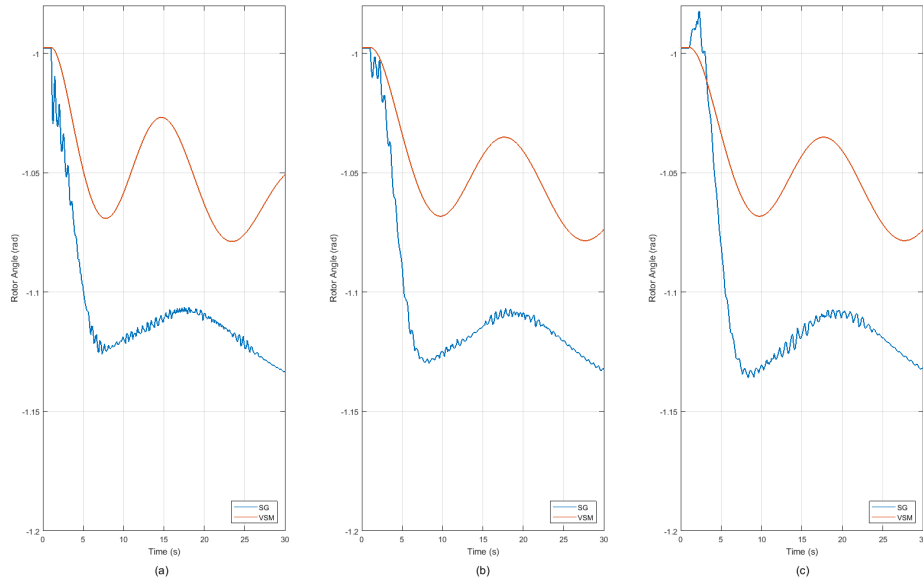 -1
-1.05
-1.1
-1.15
-1.2
0 5 10 15 20 25 30
Rotor Angle (rad)
Time (s)
SG
VSM
(a)
-1
-1.05
-1.1
-1.15
-1.2
0 5 10 15 20 25 30
Rotor Angle (rad)
Time (s)
SG
VSM
(b)
-1
-1.05
-1.1
-1.15
-1.2
0 5 10 15 20 25 30
Rotor Angle (rad)
Time (s)
SG
VSM
(c)